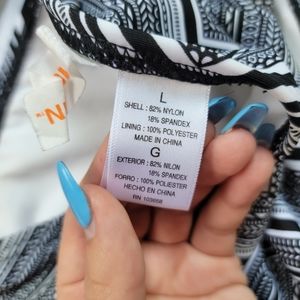 L
SHELL : 82% NYLON
18% SPANDEX
LINING : 100% POLYESTER
MADE IN CHINA
G
EXTERIOR : 82% NILON
18% SPANDEX
FORRO : 100% POLIESTER
HECHO EN CHINA
RN 103658